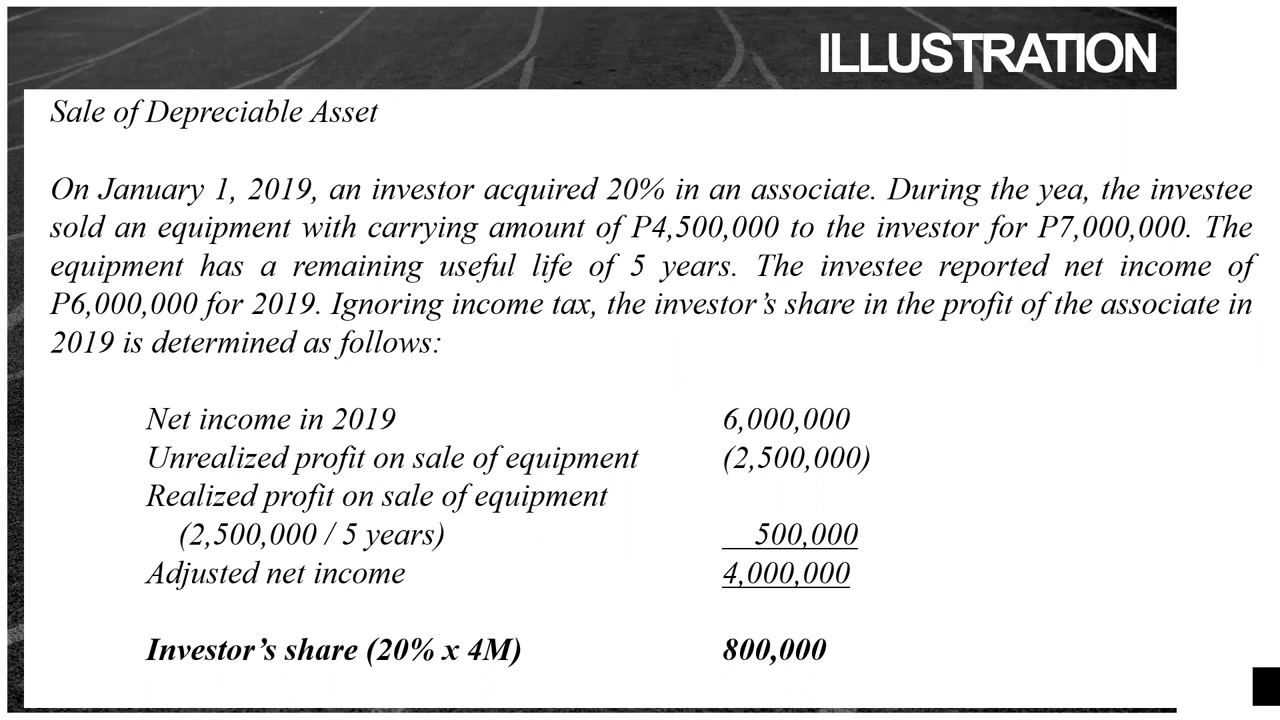 ILLUSTRATION
Sale of Depreciable Asset
On January 1, 2019, an investor acquired 20% in an associate. During the yea, the investee
sold an equipment with carrying amount of P4,500,000 to the investor for P7,000,000. The
equipment has a remaining useful life of 5 years. The investee reported net income of
P6,000,000 for 2019. Ignoring income tax, the investor’s share in the profit of the associate in
2019 is determined as follows:
Net income in 2019 6,000,000
Unrealized profit on sale of equipment (2,500,000)
Realized profit on sale of equipment
(2,500,000 / 5 years) 500,000
Adjusted net income 4,000,000
Investor’s share (20% x 4M) 800,000